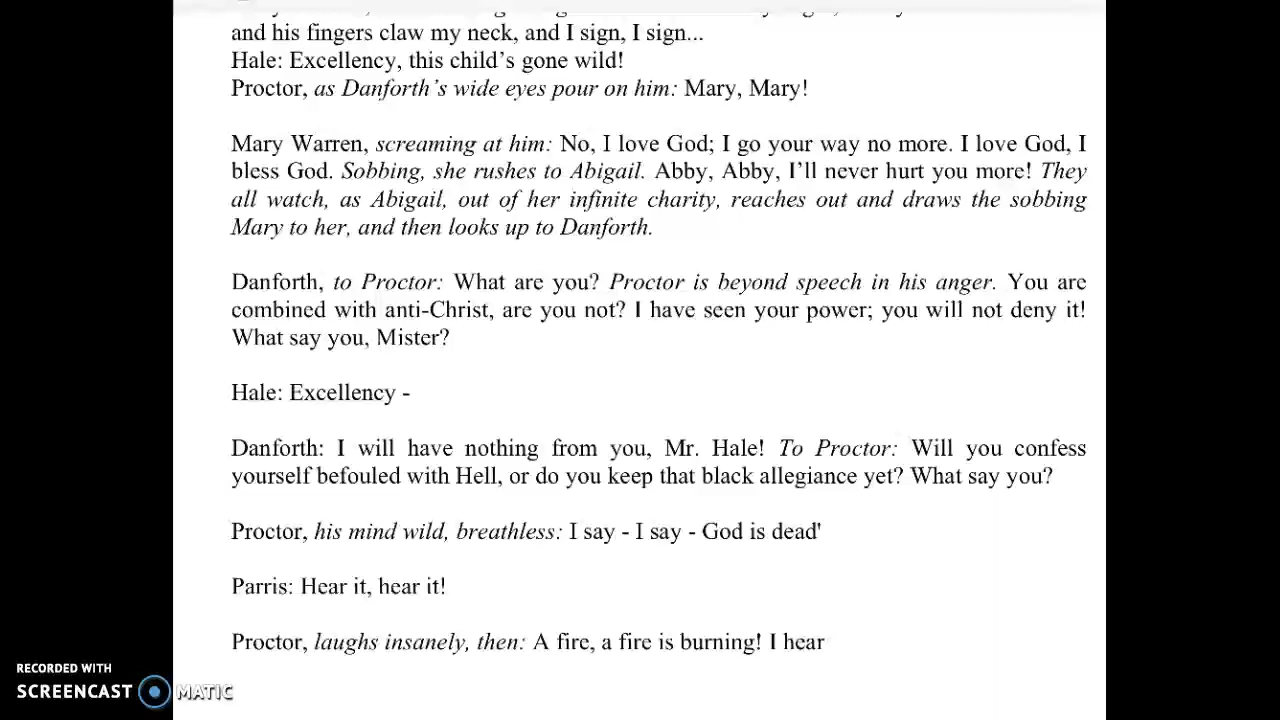 and his fingers claw my neck, and I sign, I sign...
Hale: Excellency, this child’s gone wild!
Proctor, as Danforth’s wide eyes pour on him: Mary, Mary!
Mary Warren, screaming at him: No, I love God; I go your way no more. I love God, I
bless God. Sobbing, she rushes to Abigail. Abby, Abby, I’ll never hurt you more! They
all watch, as Abigail, out of her infinite charity, reaches out and draws the sobbing
Mary to her, and then looks up to Danforth.
Danforth, to Proctor: What are you? Proctor is beyond speech in his anger. You are
combined with anti-Christ, are you not? I have seen your power; you will not deny it!
What say you, Mister?
Hale: Excellency -
Danforth: I will have nothing from you, Mr. Hale! To Proctor: Will you confess
yourself befouled with Hell, or do you keep that black allegiance yet? What say you?
Proctor, his mind wild, breathless: I say - I say - God is dead'
Parris: Hear it, hear it!
Proctor, laughs insanely, then: A fire, a fire is burning! I hear
RECORDED WITH
SCREENCAST MATIC